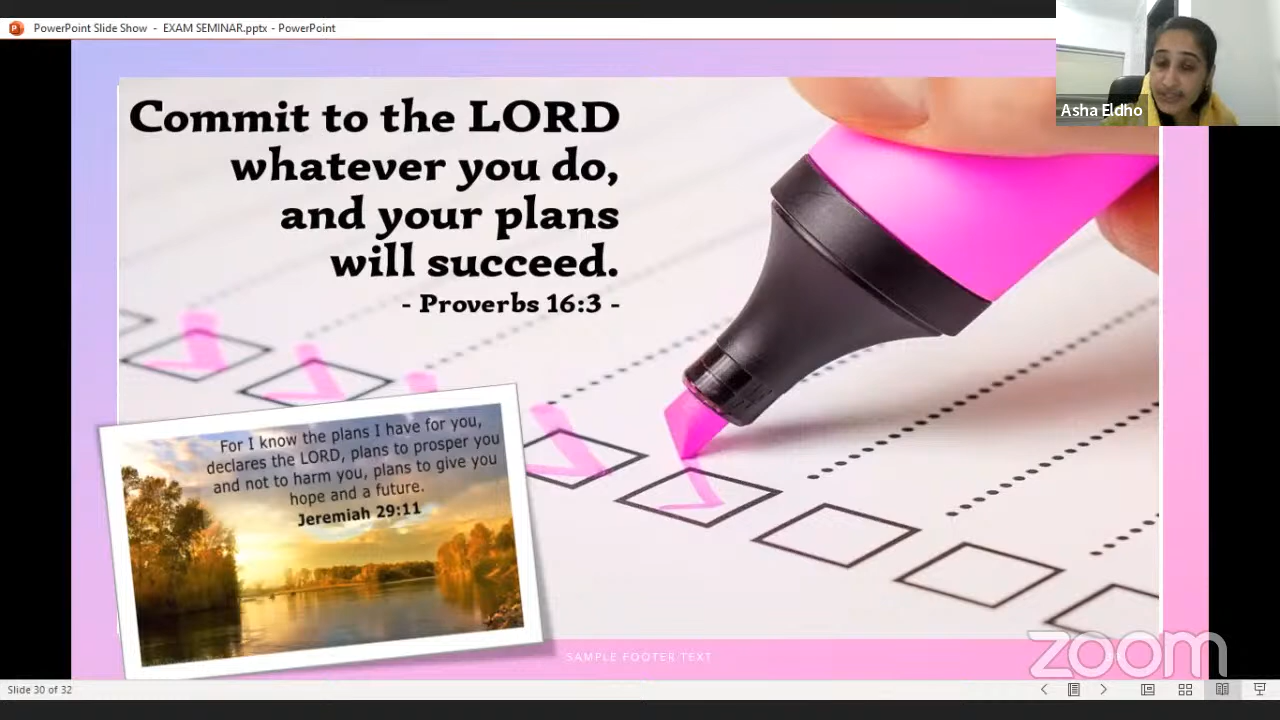 PowerPoint Slide Show - EXAM SEMINAR.pptx - PowerPoint
Asha Eldho
Commit to the LORD
whatever you do,
and your plans
will succeed.
- Proverbs 16:3 -
For I know the plans I have for you,
declares the LORD, plans to prosper you
and not to harm you, plans to give you
hope and a future.
Jeremiah 29:11
SAMPLE FOOTER TEXT
zoom
Slide 30 of 32